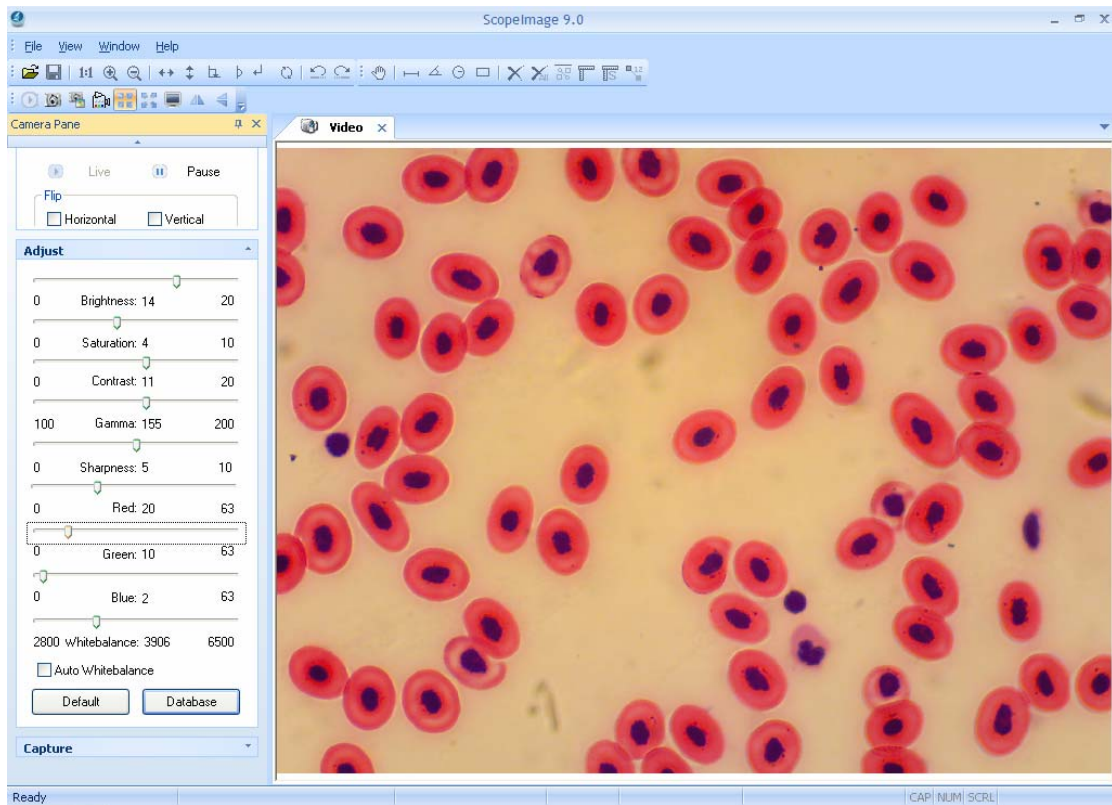 ScopeImage 9.0
File View Window Help
1:1
Camera Pane
Video
Live Pause
Flip
Horizontal Vertical
Adjust
0 Brightness: 14 20
0 Saturation: 4 10
0 Contrast: 11 20
100 Gamma: 155 200
0 Sharpness: 5 10
0 Red: 20 63
0 Green: 10 63
0 Blue: 2 63
2800 Whitebalance: 3906 6500
Auto Whitebalance
Default Database
Capture
Ready CAP NUM SCRL